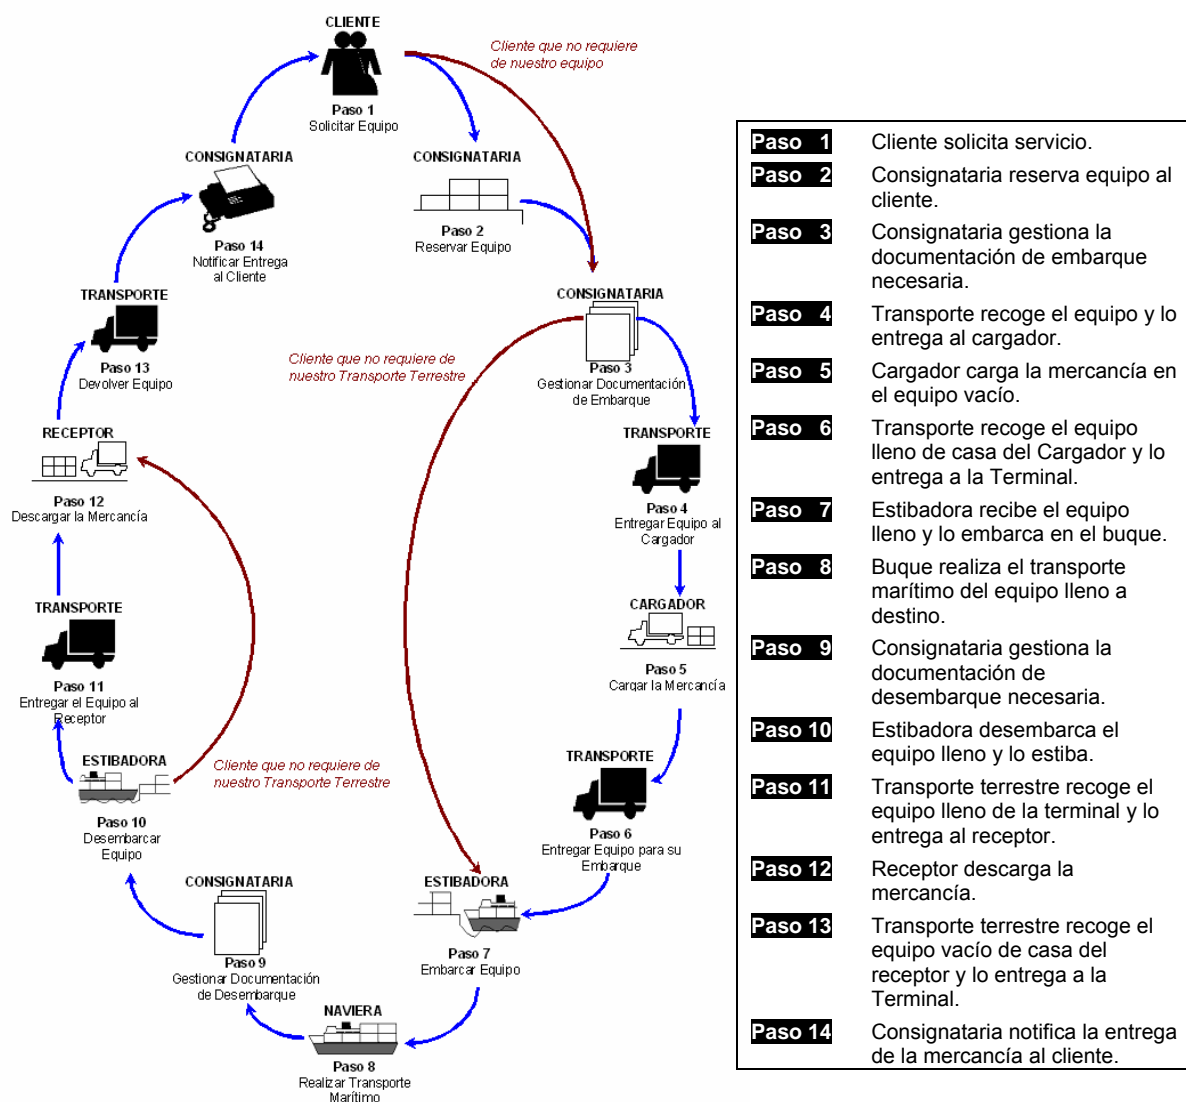 CLIENTE
Cliente que no requiere
de nuestro equipo
Paso 1
Solicitar Equipo
CONSIGNATARIA
Paso 2
Reservar Equipo
CONSIGNATARIA
Paso 3
Gestionar Documentación
de Embarque
Cliente que no requiere de
nuestro Transporte Terrestre
TRANSPORTE
Paso 4
Entregar Equipo al
Cargador
CARGADOR
Paso 5
Cargar la Mercancía
TRANSPORTE
Paso 6
Entregar Equipo para su
Embarque
ESTIBADORA
Paso 7
Embarcar Equipo
NAVIERA
Paso 8
Realizar Transporte
Marítimo
CONSIGNATARIA
Paso 9
Gestionar Documentación
de Desembarque
ESTIBADORA
Paso 10
Desembarcar
Equipo
Cliente que no requiere de
nuestro Transporte Terrestre
TRANSPORTE
Paso 11
Entregar el Equipo al
Receptor
RECEPTOR
Paso 12
Descargar la Mercancía
TRANSPORTE
Paso 13
Devolver Equipo
CONSIGNATARIA
Paso 14
Notificar Entrega
al Cliente
Paso 1 Cliente solicita servicio.
Paso 2 Consignataria reserva equipo al
cliente.
Paso 3 Consignataria gestiona la
documentación de embarque
necesaria.
Paso 4 Transporte recoge el equipo y lo
entrega al cargador.
Paso 5 Cargador carga la mercancía en
el equipo vacío.
Paso 6 Transporte recoge el equipo
lleno de casa del Cargador y lo
entrega a la Terminal.
Paso 7 Estibadora recibe el equipo
lleno y lo embarca en el buque.
Paso 8 Buque realiza el transporte
marítimo del equipo lleno a
destino.
Paso 9 Consignataria gestiona la
documentación de
desembarque necesaria.
Paso 10 Estibadora desembarca el
equipo lleno y lo estiba.
Paso 11 Transporte terrestre recoge el
equipo lleno de la terminal y lo
entrega al receptor.
Paso 12 Receptor descarga la
mercancía.
Paso 13 Transporte terrestre recoge el
equipo vacío de casa del
receptor y lo entrega a la
Terminal.
Paso 14 Consignataria notifica la entrega
de la mercancía al cliente.